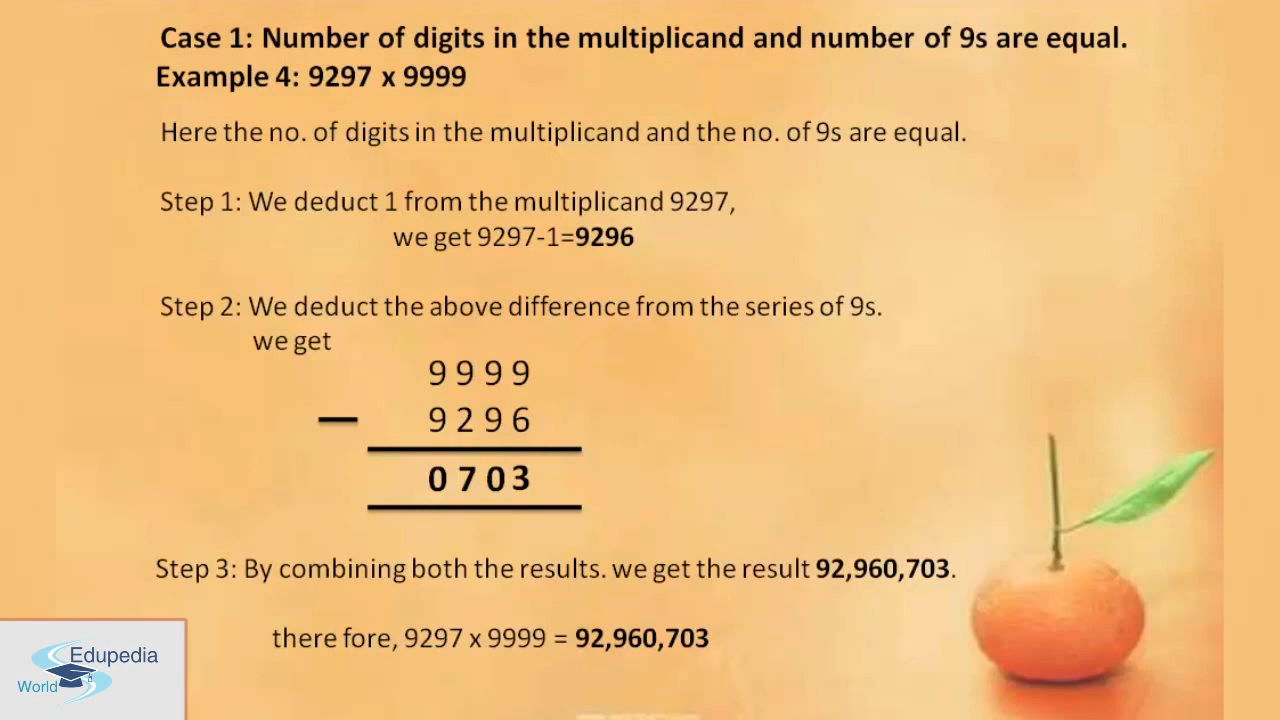 Case 1: Number of digits in the multiplicand and number of 9s are equal.
Example 4: 9297 x 9999
Here the no. of digits in the multiplicand and the no. of 9s are equal.
Step 1: We deduct 1 from the multiplicand 9297,
we get 9297-1=9296
Step 2: We deduct the above difference from the series of 9s.
we get
9 9 9 9
— 9 2 9 6
0 7 0 3
Step 3: By combining both the results. we get the result 92,960,703.
there fore, 9297 x 9999 = 92,960,703
Edupedia
World